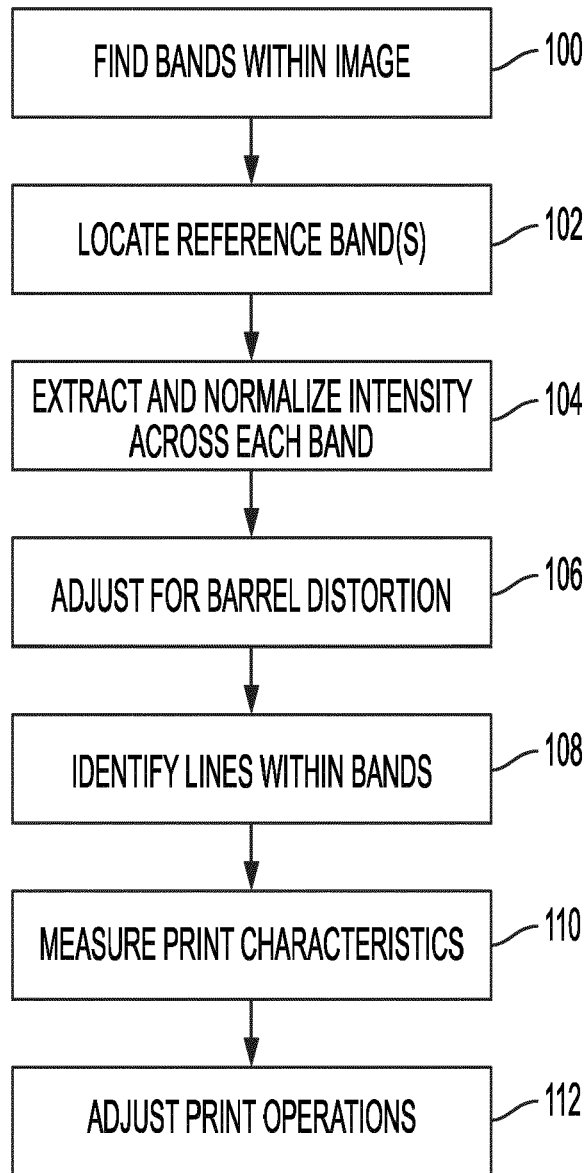 FIND BANDS WITHIN IMAGE
100
LOCATE REFERENCE BAND(S)
102
EXTRACT AND NORMALIZE INTENSITY
ACROSS EACH BAND
104
ADJUST FOR BARREL DISTORTION
106
IDENTIFY LINES WITHIN BANDS
108
MEASURE PRINT CHARACTERISTICS
110
ADJUST PRINT OPERATIONS
112